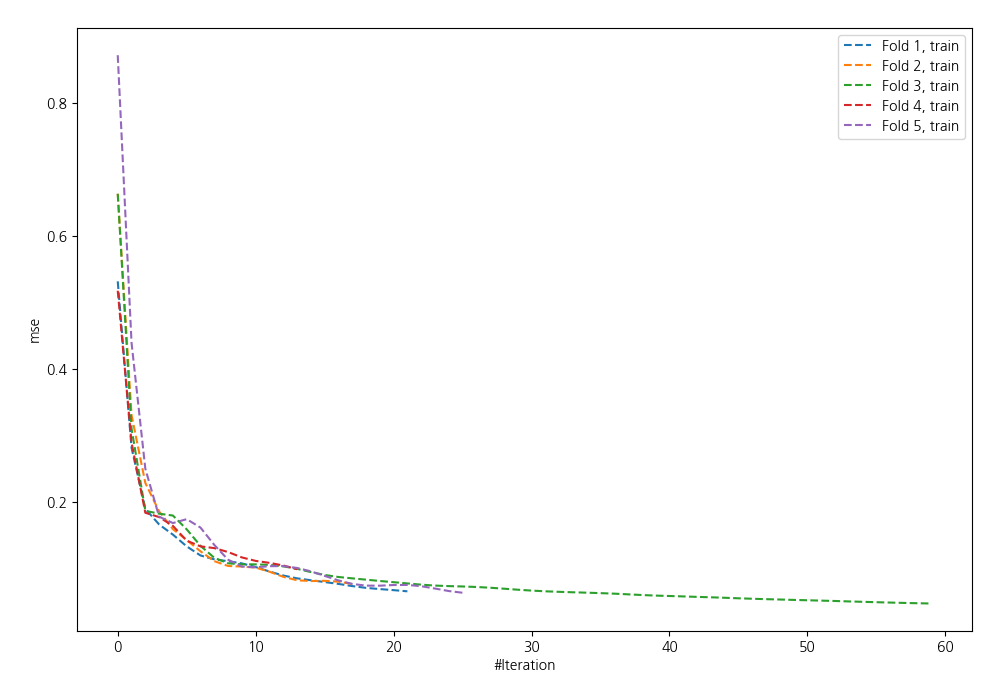 Fold 1, train
Fold 2, train
Fold 3, train
Fold 4, train
Fold 5, train
0.8
0.6
0.4
0.2
mse
0 10 20 30 40 50 60
#Iteration